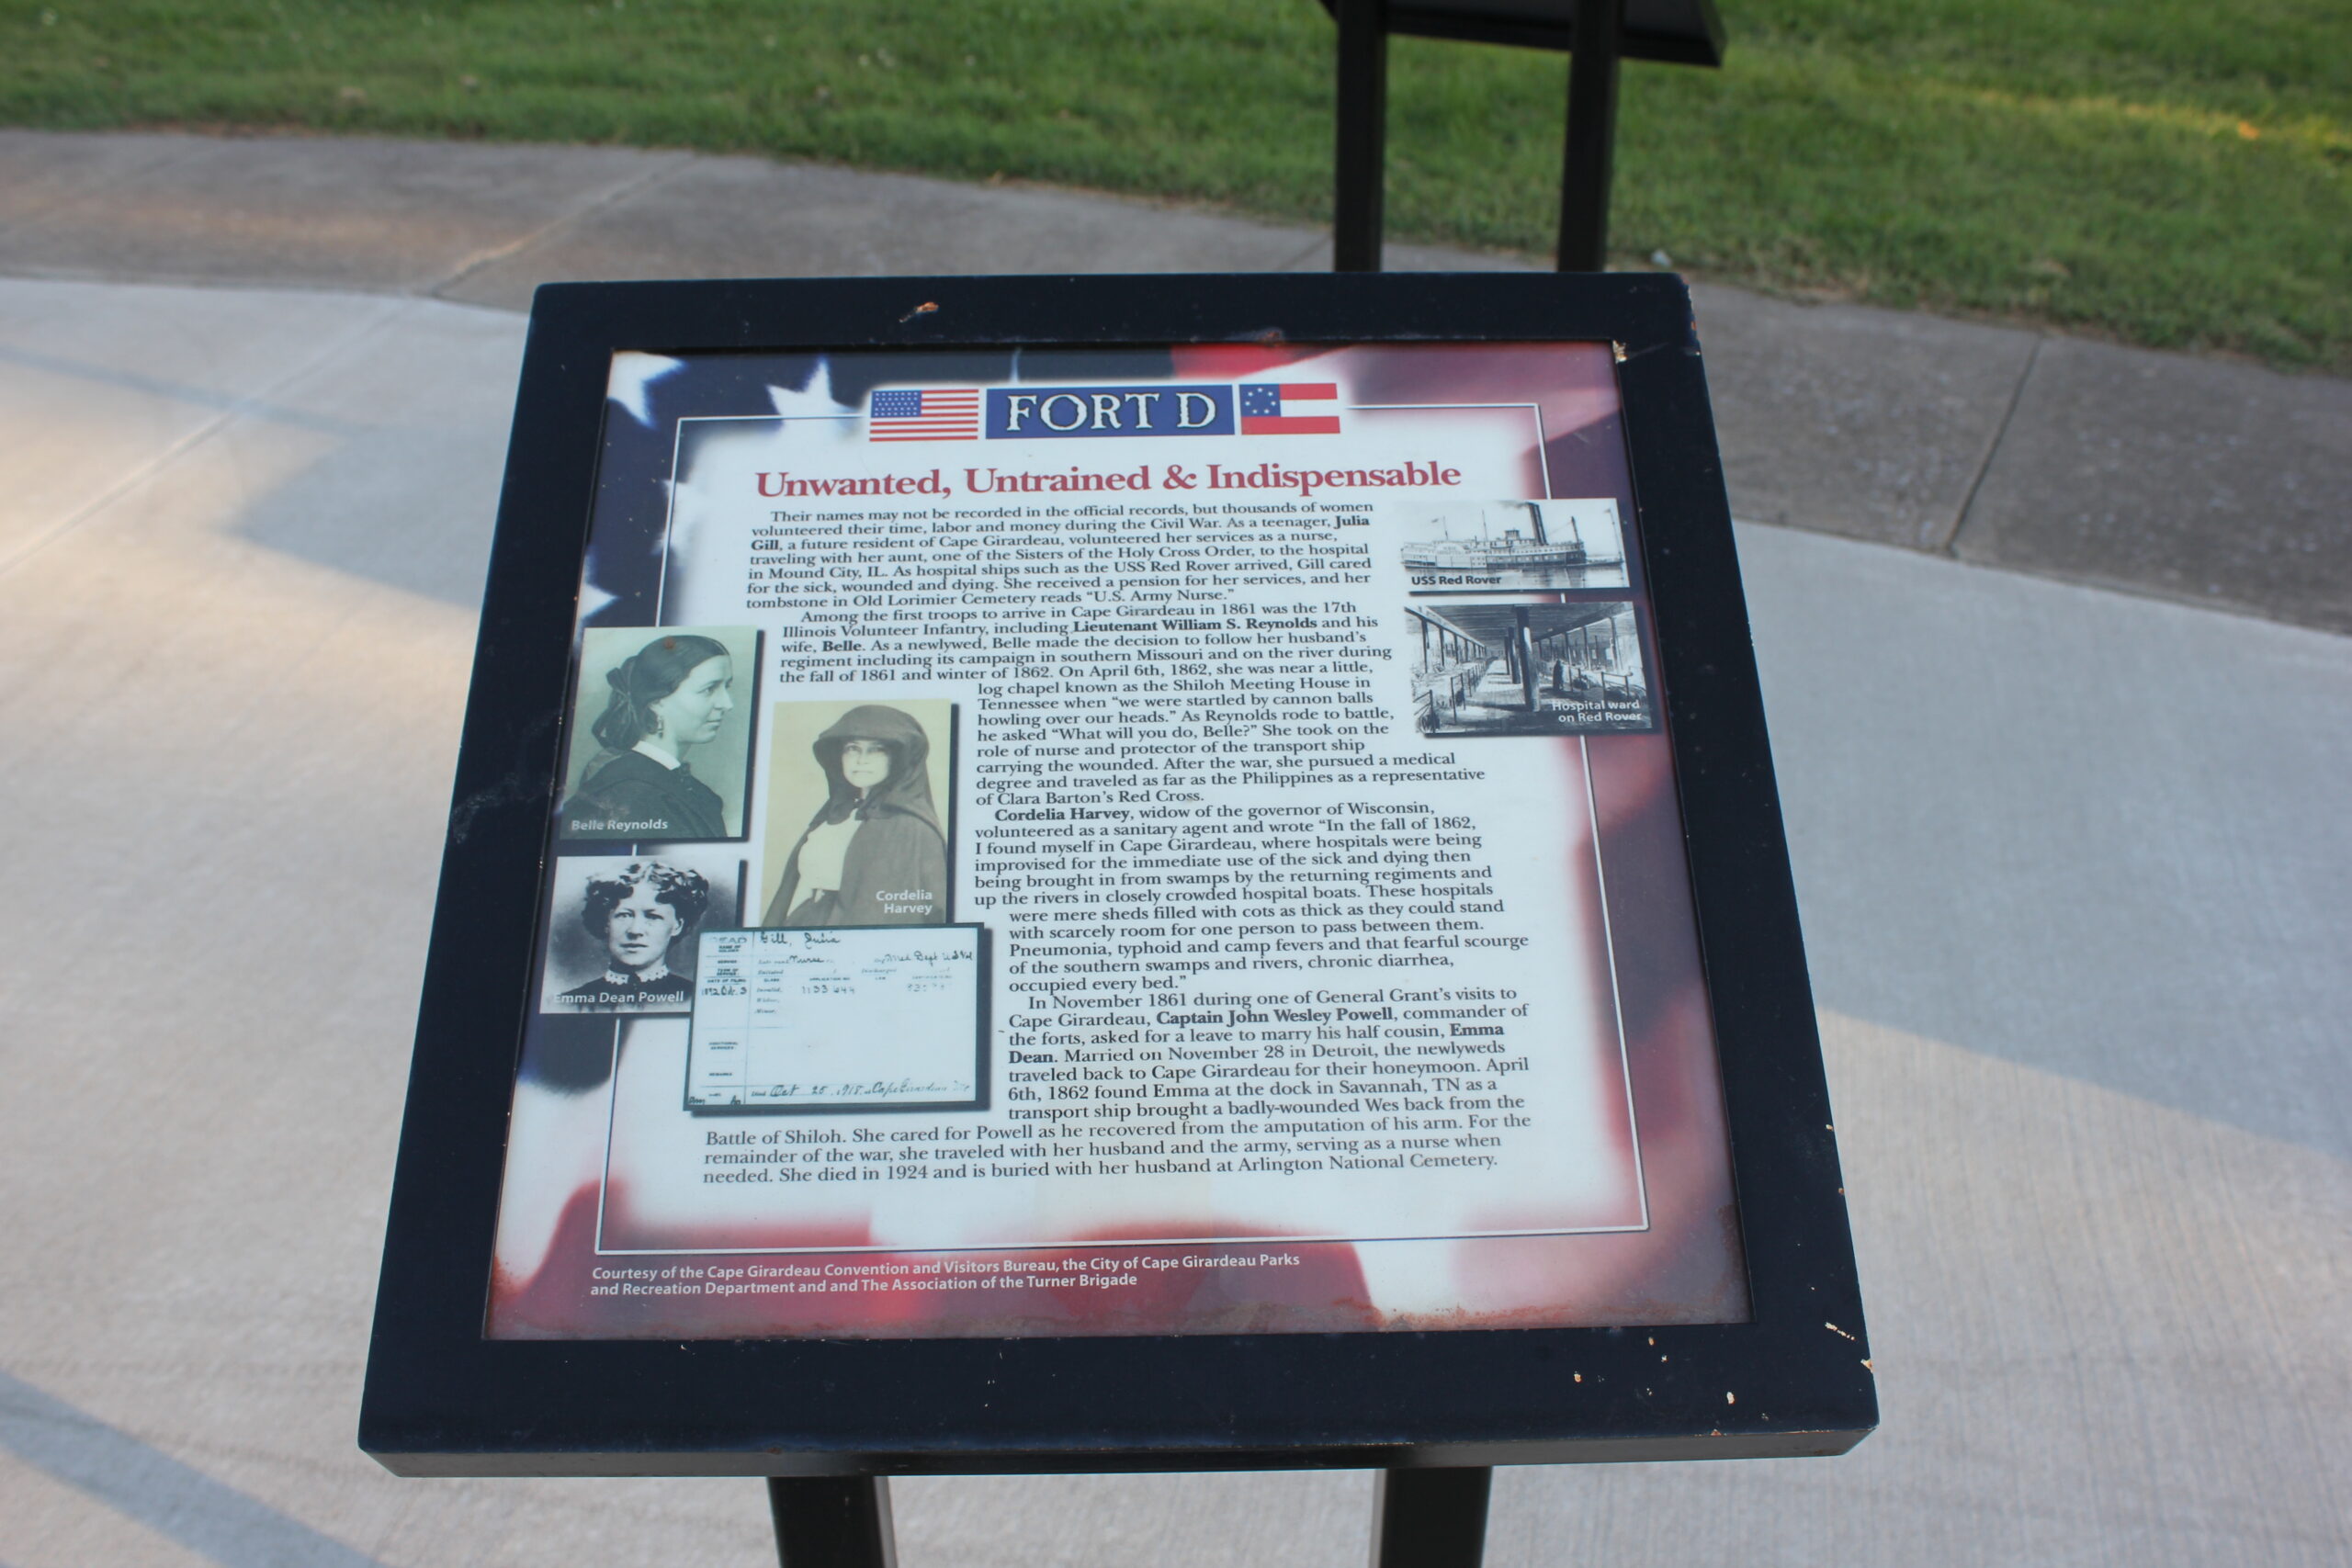 FORT D
Unwanted, Untrained & Indispensable
Their names may not be recorded in the official records, but thousands of women
volunteered their time, labor and money during the Civil War. As a teenager, Julia
Gill, a future resident of Cape Girardeau, volunteered her services as a nurse,
traveling with her aunt, one of the Sisters of the Holy Cross Order, to the hospital
in Mound City, IL. As hospital ships such as the USS Red Rover arrived, Gill cared
for the sick, wounded and dying. She received a pension for her services, and her
tombstone in Old Lorimier Cemetery reads “U.S. Army Nurse.”
Among the first troops to arrive in Cape Girardeau in 1861 was the 17th
Illinois Volunteer Infantry, including Lieutenant William S. Reynolds and his
wife, Belle. As a newlywed, Belle made the decision to follow her husband’s
regiment including its campaign in southern Missouri and on the river during
the fall of 1861 and winter of 1862. On April 6th, 1862, she was near a little,
log chapel known as the Shiloh Meeting House in
Tennessee when “we were startled by cannon balls
howling over our heads.” As Reynolds rode to battle,
he asked “What will you do, Belle?” She took on the
role of nurse and protector of the transport ship
carrying the wounded. After the war, she pursued a medical
degree and traveled as far as the Philippines as a representative
of Clara Barton’s Red Cross.
Cordelia Harvey, widow of the governor of Wisconsin,
volunteered as a sanitary agent and wrote “In the fall of 1862,
I found myself in Cape Girardeau, where hospitals were being
improvised for the immediate use of the sick and dying then
being brought in from swamps by the returning regiments and
up the rivers in closely crowded hospital boats. These hospitals
were mere sheds filled with cots as thick as they could stand
with scarcely room for one person to pass between them.
Pneumonia, typhoid and camp fevers and that fearful scourge
of the southern swamps and rivers, chronic diarrhea,
occupied every bed.”
In November 1861 during one of General Grant’s visits to
Cape Girardeau, Captain John Wesley Powell, commander of
the forts, asked for a leave to marry his half cousin, Emma
Dean. Married on November 28 in Detroit, the newlyweds
traveled back to Cape Girardeau for their honeymoon. April
6th, 1862 found Emma at the dock in Savannah, TN as a
transport ship brought a badly-wounded Wes back from the
Battle of Shiloh. She cared for Powell as he recovered from the amputation of his arm. For the
remainder of the war, she traveled with her husband and the army, serving as a nurse when
needed. She died in 1924 and is buried with her husband at Arlington National Cemetery.
USS Red Rover
Hospital ward
on Red Rover
Belle Reynolds
Cordelia
Harvey
Emma Dean Powell
Gill, Julia
Nurse
Oct 25, 1918 Cape Girardeau
Courtesy of the Cape Girardeau Convention and Visitors Bureau, the City of Cape Girardeau Parks
and Recreation Department and and The Association of the Turner Brigade